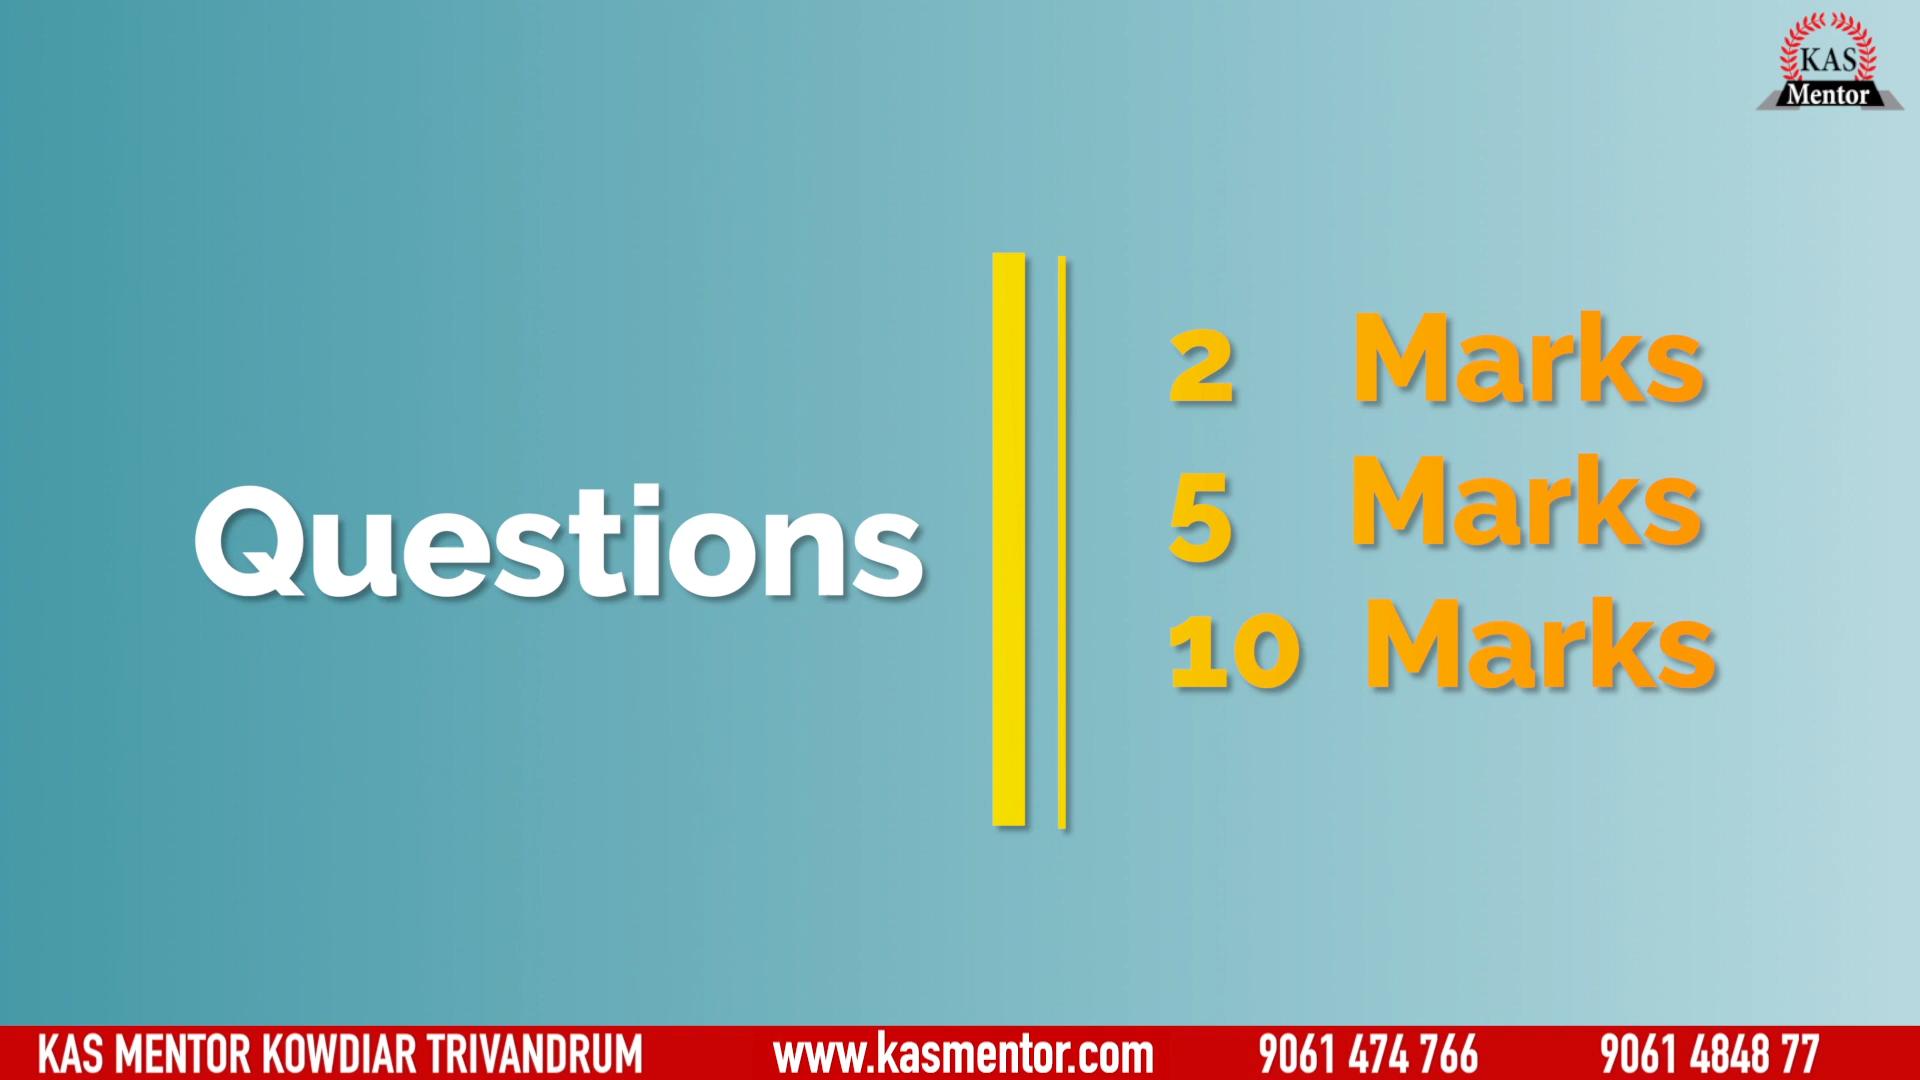 KAS
Mentor
Questions
2 Marks
5 Marks
10 Marks
KAS MENTOR KOWDIAR TRIVANDRUM
www.kasmentor.com
9061 474 766
9061 4848 77